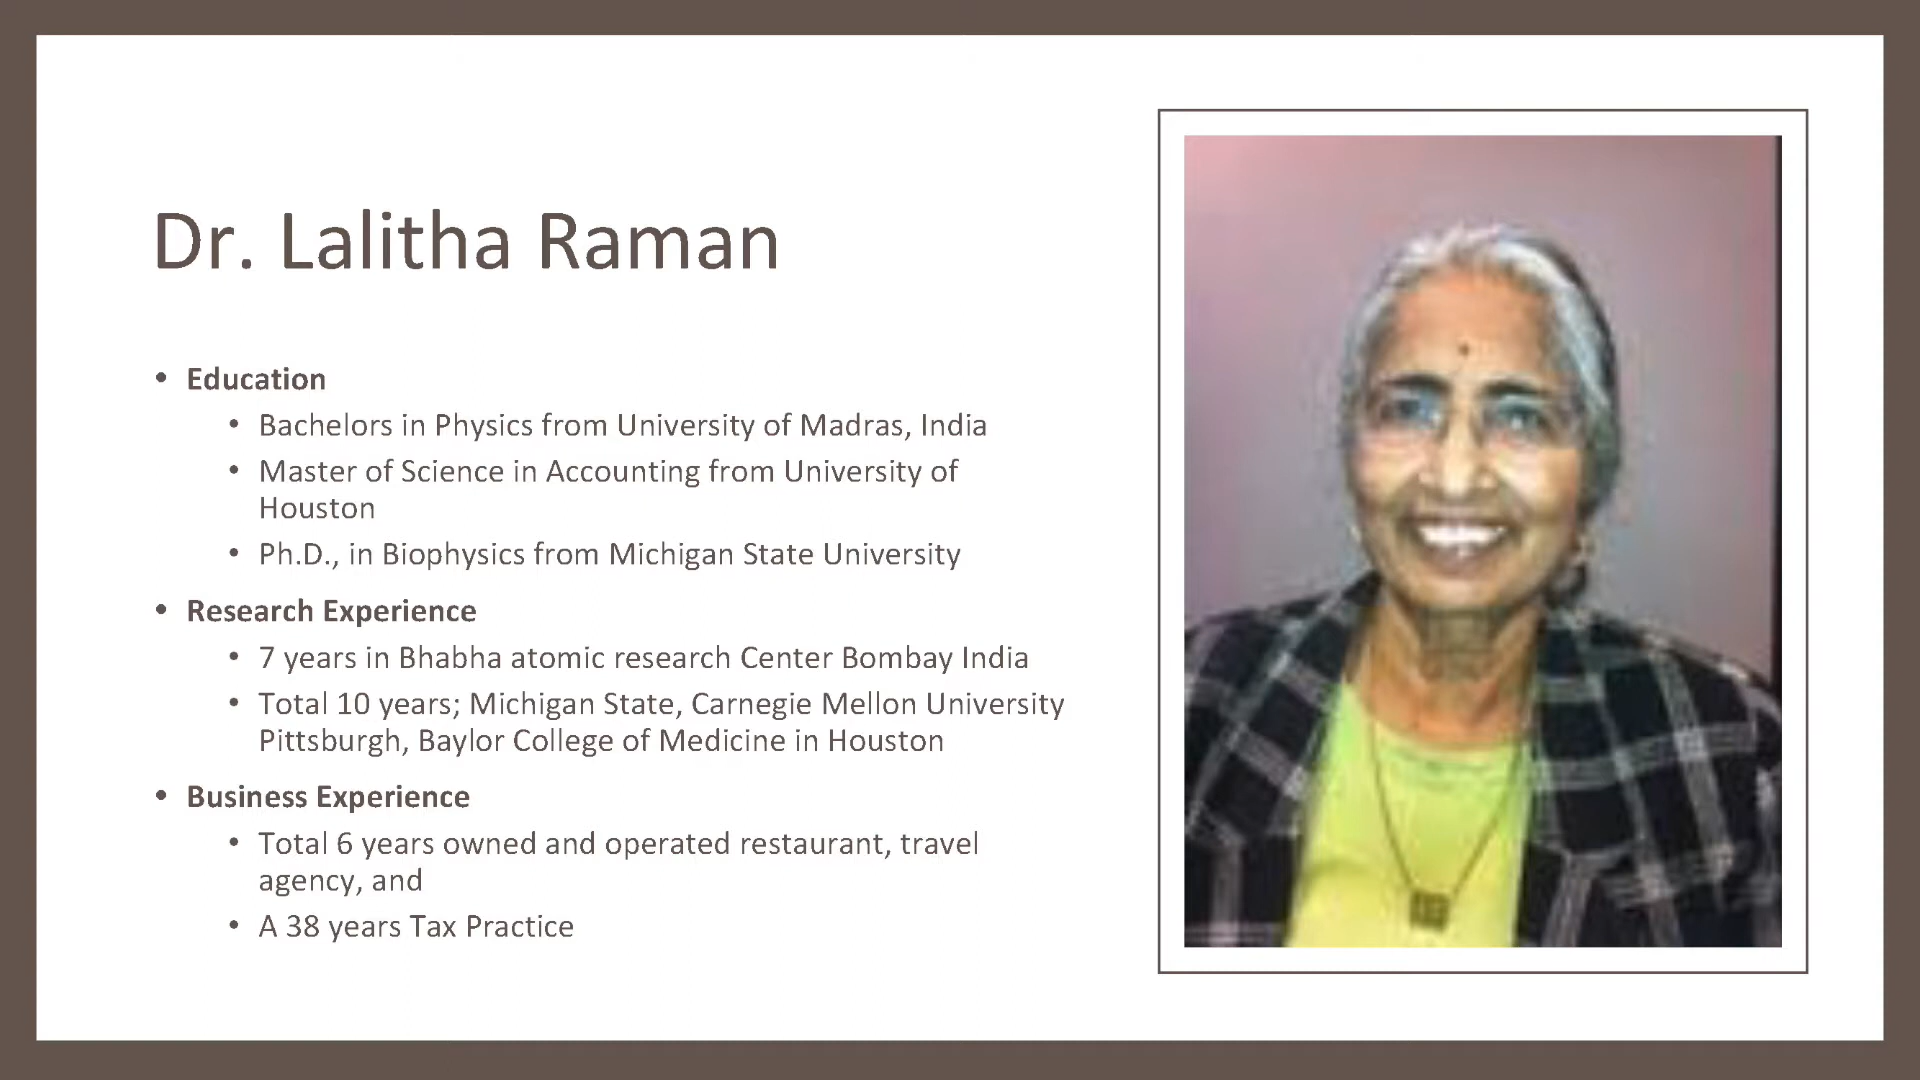 Dr. Lalitha Raman
• Education
• Bachelors in Physics from University of Madras, India
• Master of Science in Accounting from University of
Houston
• Ph.D., in Biophysics from Michigan State University
• Research Experience
• 7 years in Bhabha atomic research Center Bombay India
• Total 10 years; Michigan State, Carnegie Mellon University
Pittsburgh, Baylor College of Medicine in Houston
• Business Experience
• Total 6 years owned and operated restaurant, travel
agency, and
• A 38 years Tax Practice